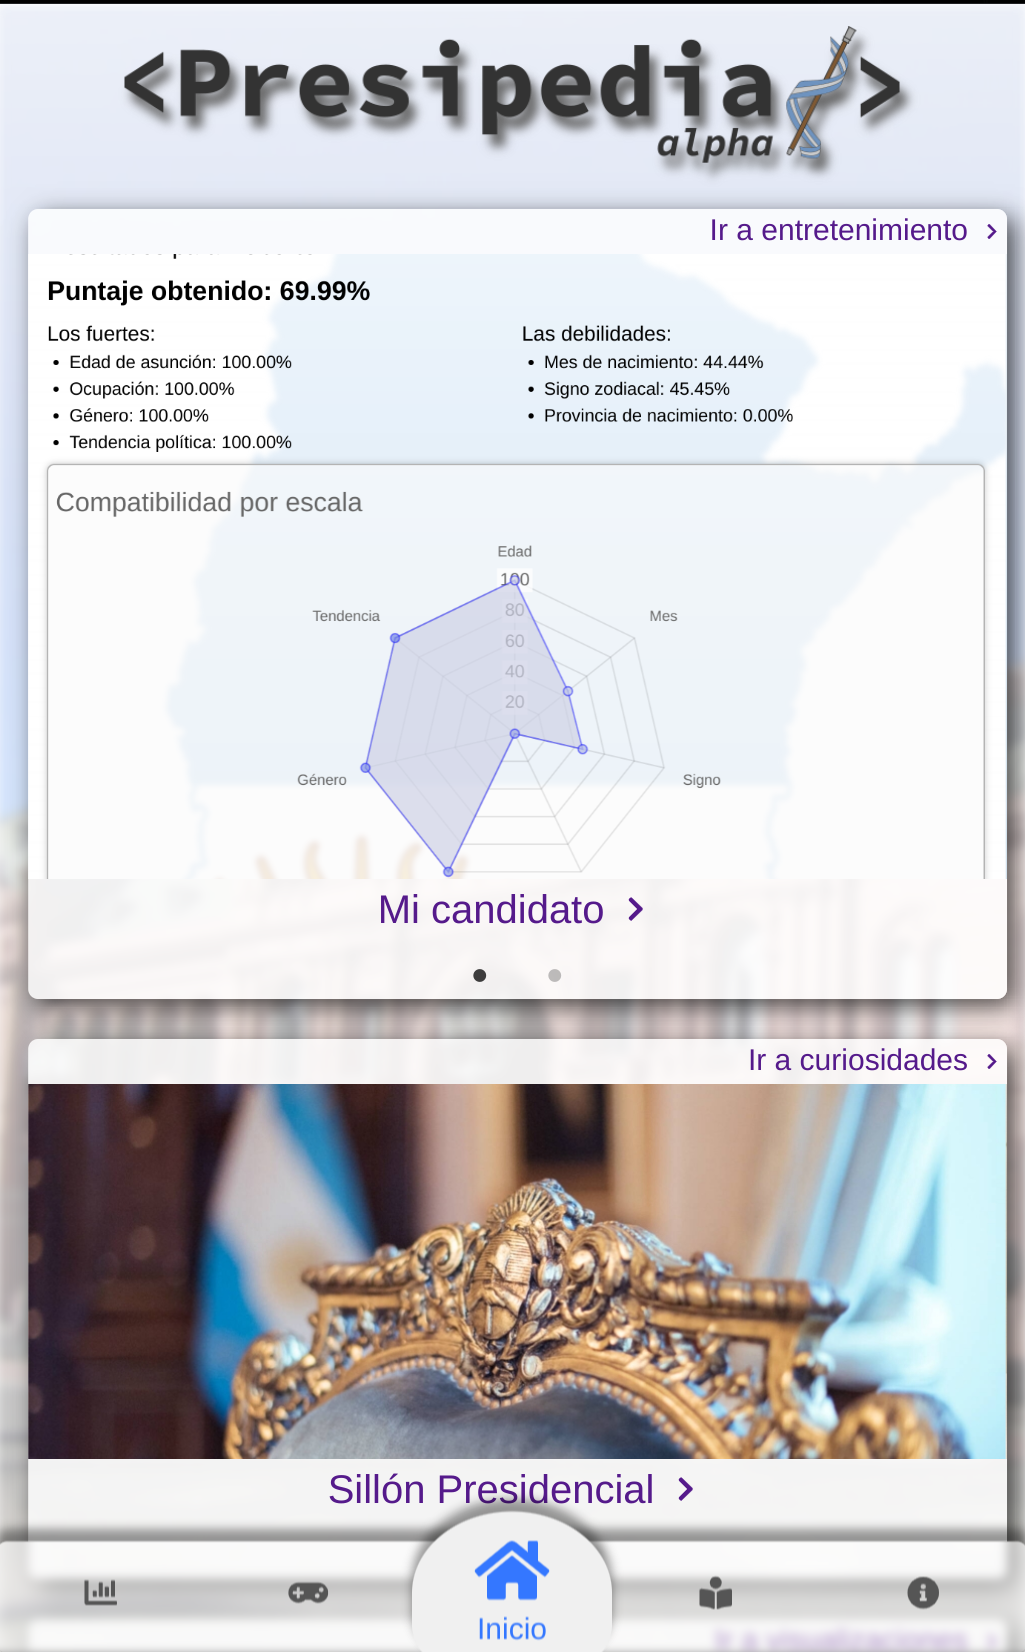 <Presipedia>
alpha
Ir a entretenimiento
Puntaje obtenido: 69.99%
Los fuertes:
• Edad de asunción: 100.00%
• Ocupación: 100.00%
• Género: 100.00%
• Tendencia política: 100.00%
Las debilidades:
• Mes de nacimiento: 44.44%
• Signo zodiacal: 45.45%
• Provincia de nacimiento: 0.00%
Compatibilidad por escala
Edad
100
Tendencia
80
Mes
60
40
20
Género
Signo
Mi candidato
Ir a curiosidades
Sillón Presidencial
Inicio
Ir a visualizaciones